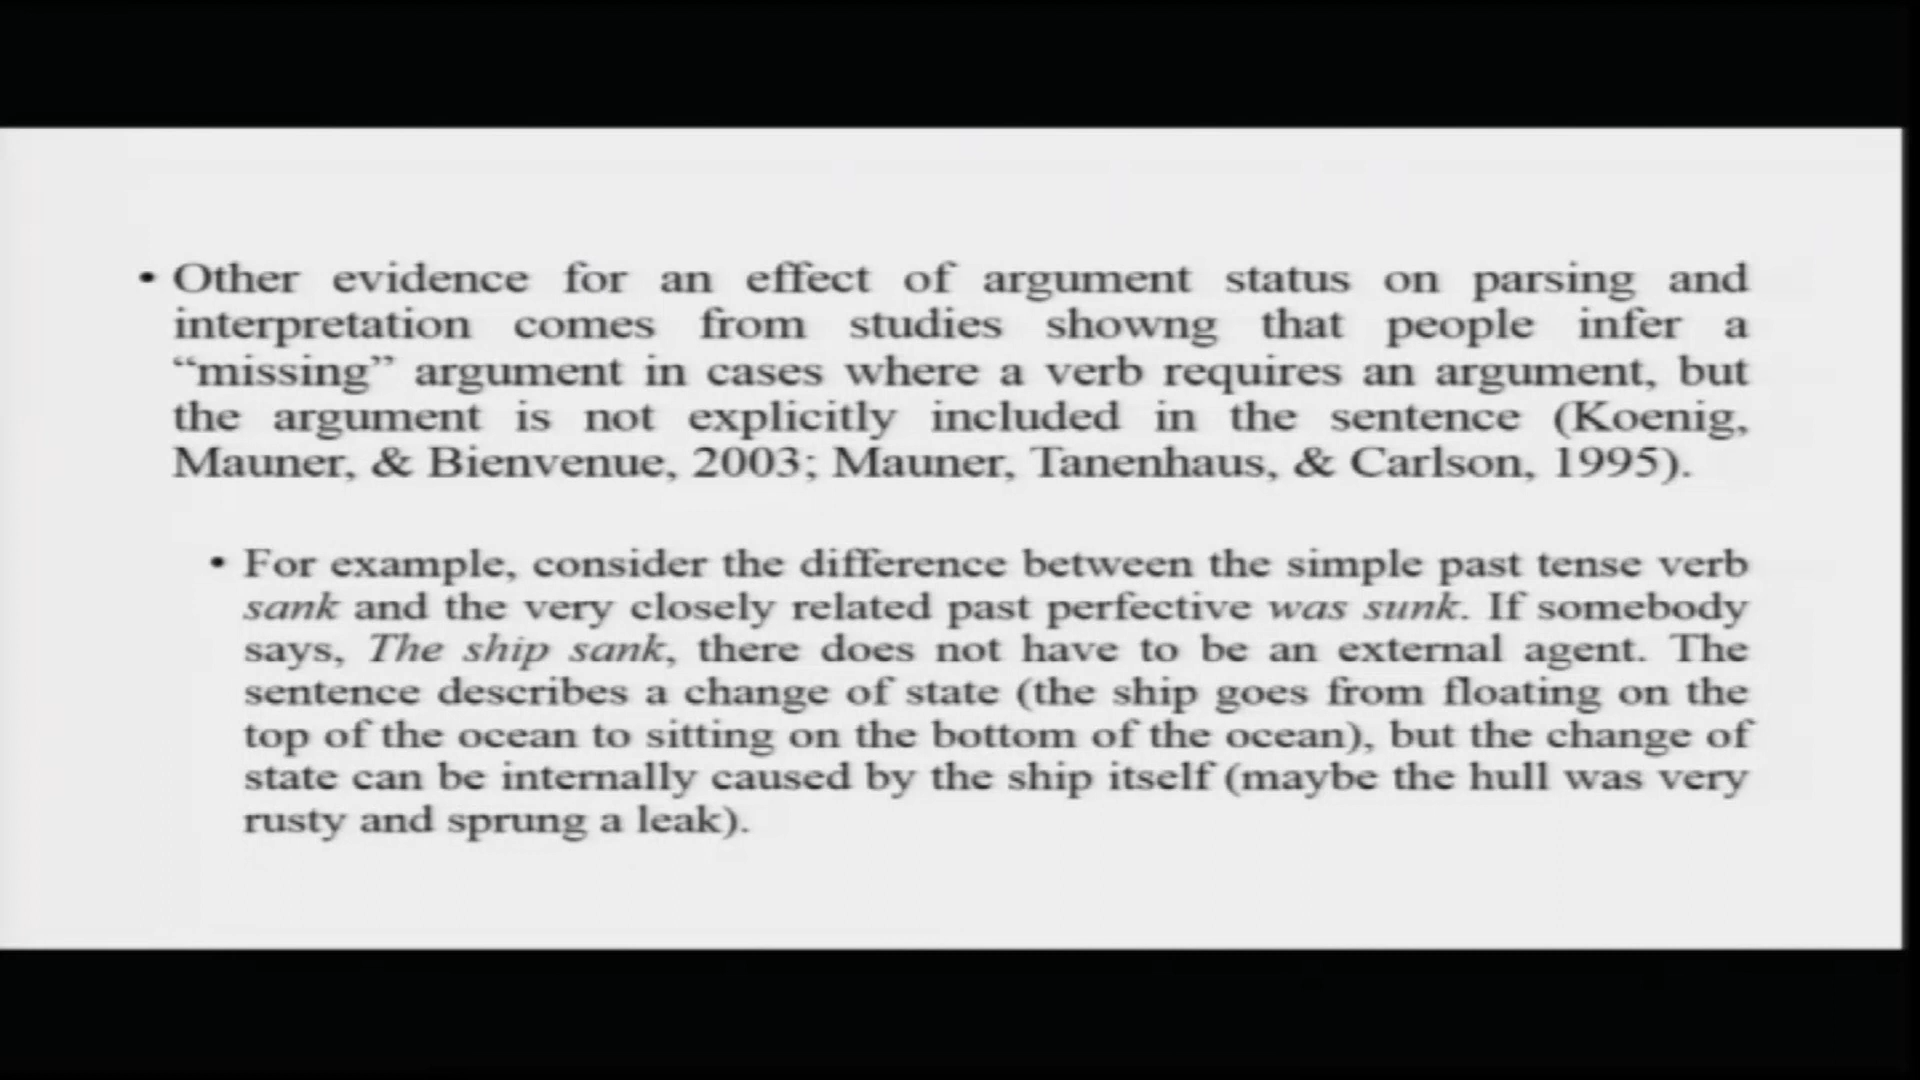 • Other evidence for an effect of argument status on parsing and
interpretation comes from studies showng that people infer a
“missing” argument in cases where a verb requires an argument, but
the argument is not explicitly included in the sentence (Koenig,
Mauner, & Bienvenue, 2003; Mauner, Tanenhaus, & Carlson, 1995).
• For example, consider the difference between the simple past tense verb
sank and the very closely related past perfective was sunk. If somebody
says, The ship sank, there does not have to be an external agent. The
sentence describes a change of state (the ship goes from floating on the
top of the ocean to sitting on the bottom of the ocean), but the change of
state can be internally caused by the ship itself (maybe the hull was very
rusty and sprung a leak).